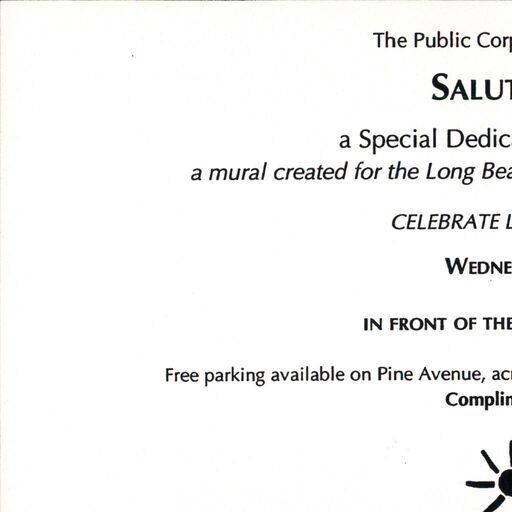 The Public Corp
SALUT
a Special Dedic
a mural created for the Long Bea
CELEBRATE L
WEDNE
IN FRONT OF THE
Free parking available on Pine Avenue, acr
Complim